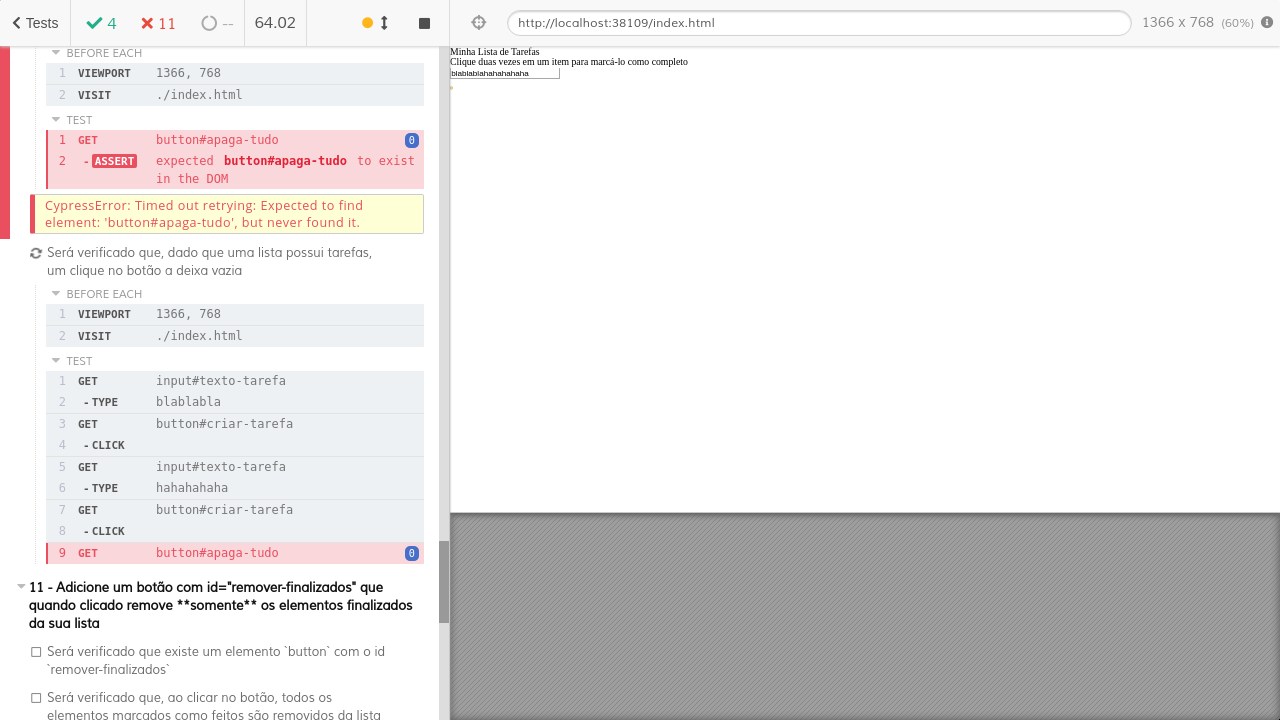 Tests 4 11 -- 64.02
http://localhost:38109/index.html 1366 x 768 (60%)
BEFORE EACH
1 VIEWPORT 1366, 768
2 VISIT ./index.html
TEST
1 GET button#apaga-tudo 0
2 -ASSERT expected button#apaga-tudo to exist
in the DOM
CypressError: Timed out retrying: Expected to find
element: 'button#apaga-tudo', but never found it.
Será verificado que, dado que uma lista possui tarefas,
um clique no botão a deixa vazia
BEFORE EACH
1 VIEWPORT 1366, 768
2 VISIT ./index.html
TEST
1 GET input#texto-tarefa
2 -TYPE blablabla
3 GET button#criar-tarefa
4 -CLICK
5 GET input#texto-tarefa
6 -TYPE hahahahaha
7 GET button#criar-tarefa
8 -CLICK
9 GET button#apaga-tudo 0
11 - Adicione um botão com id="remover-finalizados" que
quando clicado remove **somente** os elementos finalizados
da sua lista
Será verificado que existe um elemento `button` com o id
`remover-finalizados`
Será verificado que, ao clicar no botão, todos os
elementos marcados como feitos são removidos da lista
Minha Lista de Tarefas
Clique duas vezes em um item para marcá-lo como completo
blablablahahahahaha